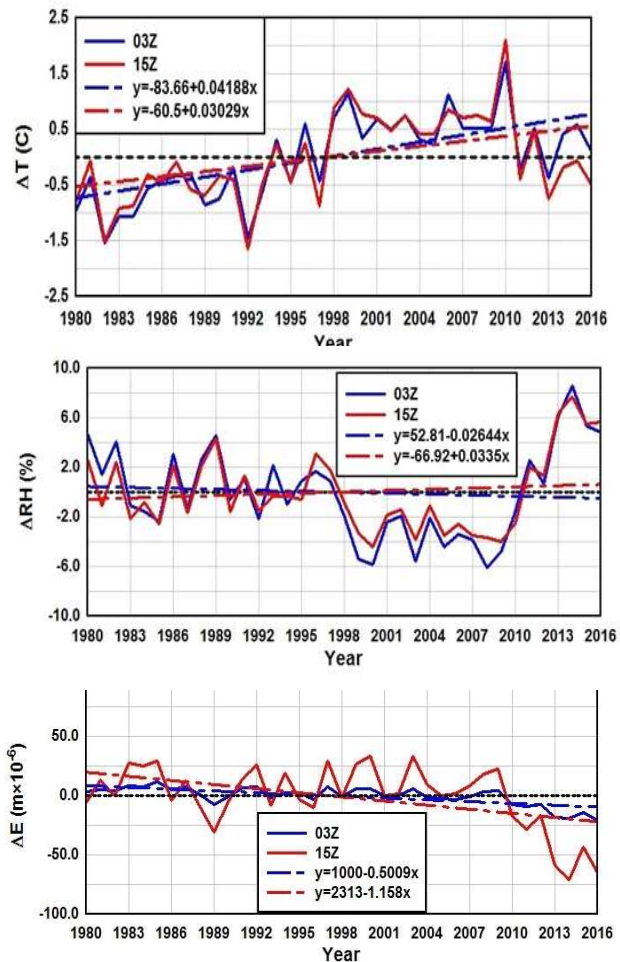 2.5
1.5
0.5
-0.5
-1.5
-2.5
ΔT (C)
03Z
15Z
y=-83.66+0.04188x
y=-60.5+0.03029x
1980 1983 1986 1989 1992 1995 1998 2001 2004 2007 2010 2013 2016
Year
10.0
6.0
2.0
-2.0
-6.0
-10.0
ΔRH (%)
03Z
15Z
y=52.81-0.02644x
y=-66.92+0.0335x
1980 1983 1986 1989 1992 1995 1998 2001 2004 2007 2010 2013 2016
Year
50.0
0.0
-50.0
-100.0
ΔE (m×10⁻⁶)
03Z
15Z
y=1000-0.5009x
y=2313-1.158x
1980 1983 1986 1989 1992 1995 1998 2001 2004 2007 2010 2013 2016
Year